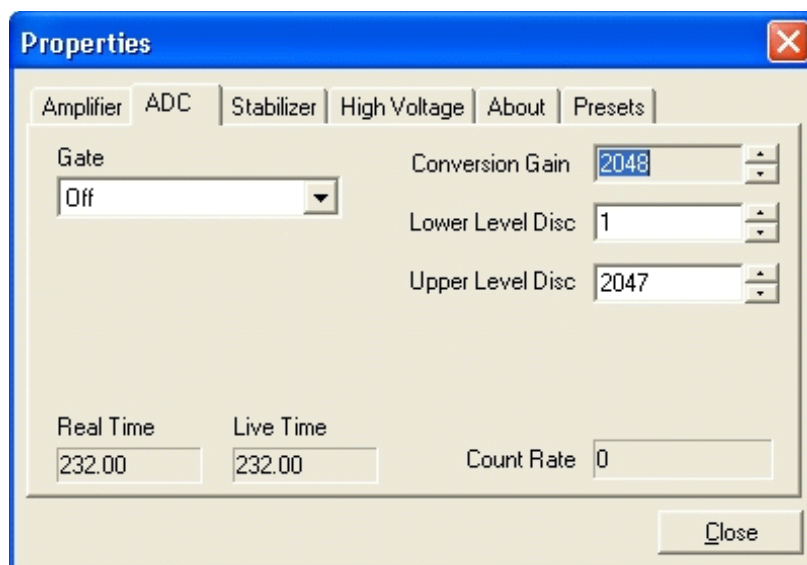 Properties
Amplifier ADC Stabilizer High Voltage About Presets
Gate
Off
Conversion Gain 2048
Lower Level Disc 1
Upper Level Disc 2047
Real Time Live Time
232.00 232.00
Count Rate 0
Close